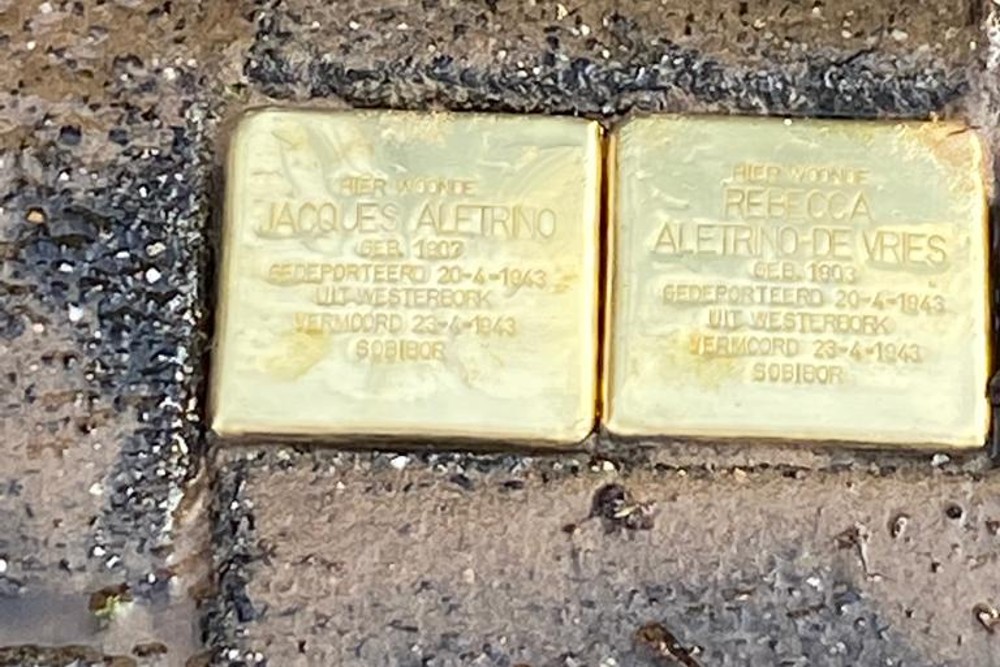 HIER WOONDE
JACQUES ALETRINO
GEB. 1907
GEDEPORTEERD 20-4-1943
UIT WESTERBORK
VERMOORD 23-4-1943
SOBIBOR
HIER WOONDE
REBECCA
ALETRINO-DE VRIES
GEB. 1903
GEDEPORTEERD 20-4-1943
UIT WESTERBORK
VERMOORD 23-4-1943
SOBIBOR